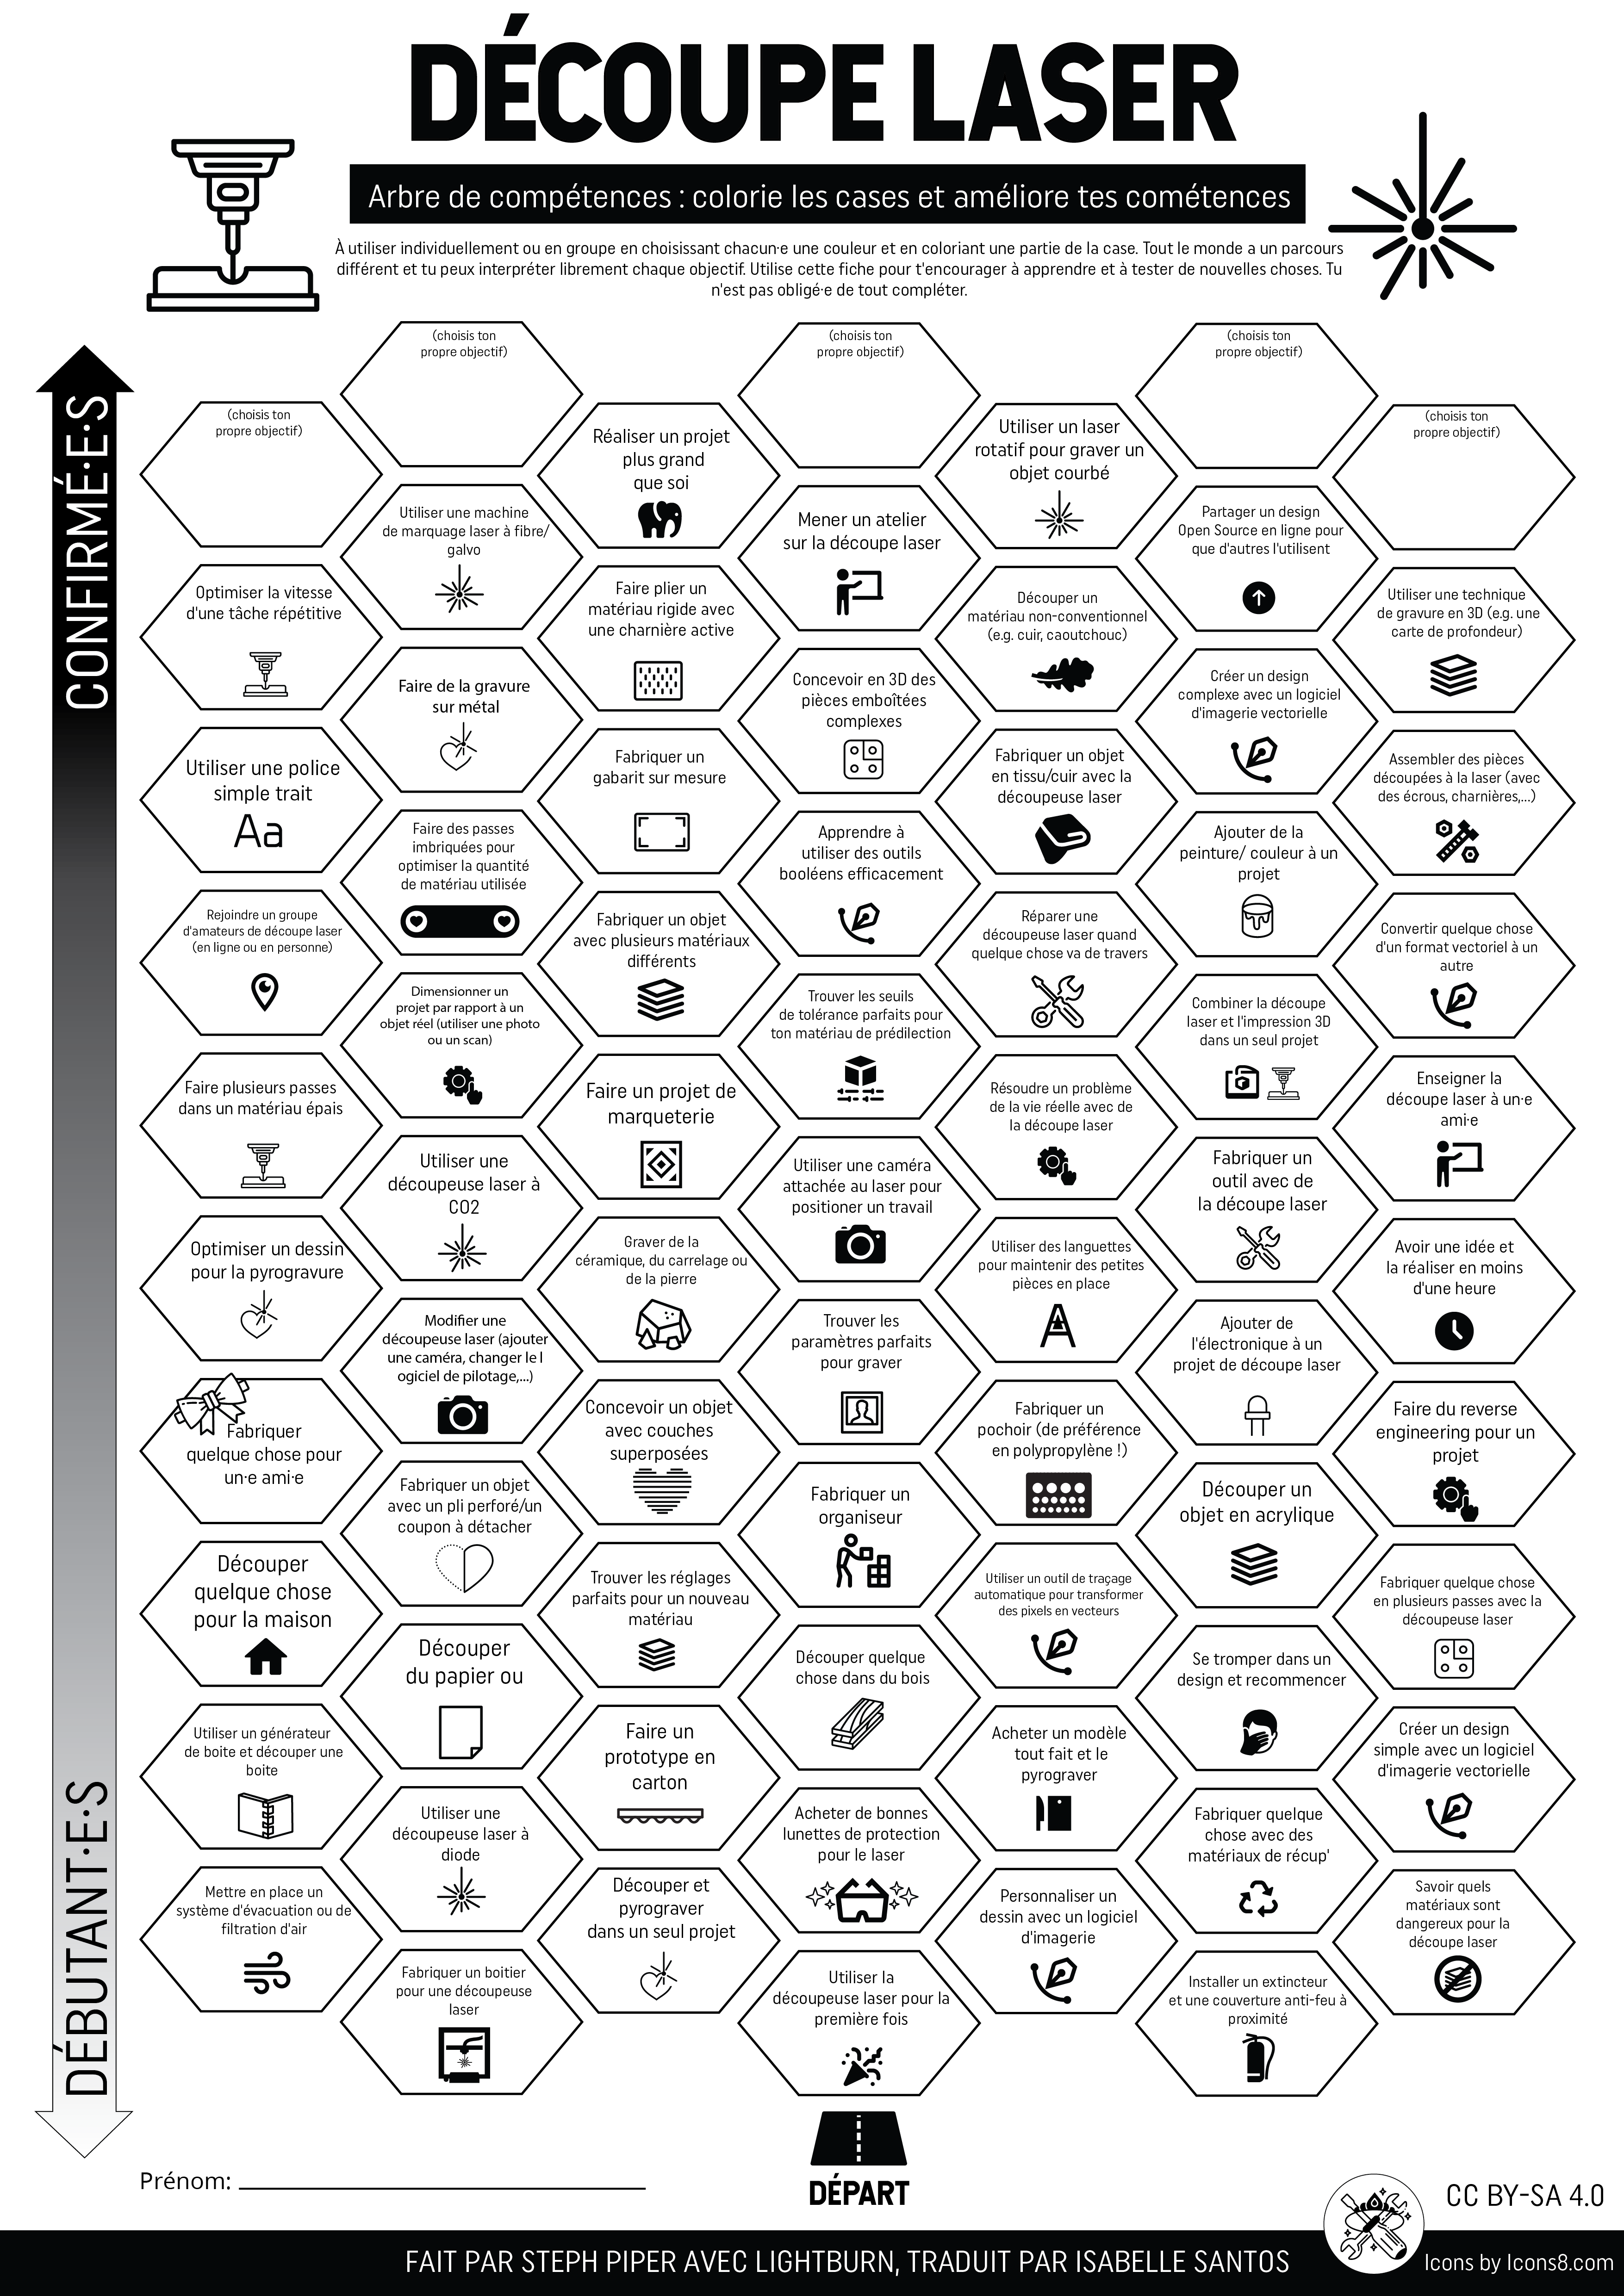 DÉCOUPE LASER
Arbre de compétences : colorie les cases et améliore tes cométences
À utiliser individuellement ou en groupe en choisissant chacun·e une couleur et en coloriant une partie de la case. Tout le monde a un parcours
différent et tu peux interpréter librement chaque objectif. Utilise cette fiche pour t'encourager à apprendre et à tester de nouvelles choses. Tu
n'est pas obligé·e de tout compléter.
CONFIRMÉ·E·S
DÉBUTANT·E·S
(choisis ton
propre objectif)
Optimiser la vitesse
d'une tâche répétitive
Utiliser une police
simple trait
Aa
Rejoindre un groupe
d'amateurs de découpe laser
(en ligne ou en personne)
Faire plusieurs passes
dans un matériau épais
Optimiser un dessin
pour la pyrogravure
Fabriquer
quelque chose pour
un·e ami·e
Découper
quelque chose
pour la maison
Utiliser un générateur
de boite et découper une
boite
Mettre en place un
système d'évacuation ou de
filtration d'air
(choisis ton
propre objectif)
Utiliser une machine
de marquage laser à fibre/
galvo
Faire de la gravure
sur métal
Faire des passes
imbriquées pour
optimiser la quantité
de matériau utilisée
Dimensionner un
projet par rapport à un
objet réel (utiliser une photo
ou un scan)
Utiliser une
découpeuse laser à
CO2
Modifier une
découpeuse laser (ajouter
une caméra, changer le l
ogiciel de pilotage,...)
Fabriquer un objet
avec un pli perforé/un
coupon à détacher
Découper
du papier ou
Utiliser une
découpeuse laser à
diode
Fabriquer un boitier
pour une découpeuse
laser
Réaliser un projet
plus grand
que soi
Faire plier un
matériau rigide avec
une charnière active
Fabriquer un
gabarit sur mesure
Fabriquer un objet
avec plusieurs matériaux
différents
Faire un projet de
marqueterie
Graver de la
céramique, du carrelage ou
de la pierre
Concevoir un objet
avec couches
superposées
Trouver les réglages
parfaits pour un nouveau
matériau
Faire un
prototype en
carton
Découper et
pyrograver
dans un seul projet
(choisis ton
propre objectif)
Mener un atelier
sur la découpe laser
Concevoir en 3D des
pièces emboîtées
complexes
Apprendre à
utiliser des outils
booléens efficacement
Trouver les seuils
de tolérance parfaits pour
ton matériau de prédilection
Utiliser une caméra
attachée au laser pour
positioner un travail
Trouver les
paramètres parfaits
pour graver
Fabriquer un
organiseur
Découper quelque
chose dans du bois
Acheter de bonnes
lunettes de protection
pour le laser
Utiliser la
découpeuse laser pour la
première fois
Utiliser un laser
rotatif pour graver un
objet courbé
Découper un
matériau non-conventionnel
(e.g. cuir, caoutchouc)
Fabriquer un objet
en tissu/cuir avec la
découpeuse laser
Réparer une
découpeuse laser quand
quelque chose va de travers
Résoudre un problème
de la vie réelle avec de
la découpe laser
Utiliser des languettes
pour maintenir des petites
pièces en place
A
Fabriquer un
pochoir (de préférence
en polypropylène !)
Utiliser un outil de traçage
automatique pour transformer
des pixels en vecteurs
Acheter un modèle
tout fait et le
pyrograver
Personnaliser un
dessin avec un logiciel
d'imagerie
(choisis ton
propre objectif)
Partager un design
Open Source en ligne pour
que d'autres l'utilisent
Créer un design
complexe avec un logiciel
d'imagerie vectorielle
Ajouter de la
peinture/ couleur à un
projet
Combiner la découpe
laser et l'impression 3D
dans un seul projet
Fabriquer un
outil avec de
la découpe laser
Ajouter de
l'électronique à un
projet de découpe laser
Découper un
objet en acrylique
Se tromper dans un
design et recommencer
Fabriquer quelque
chose avec des
matériaux de récup'
Installer un extincteur
et une couverture anti-feu à
proximité
(choisis ton
propre objectif)
Utiliser une technique
de gravure en 3D (e.g. une
carte de profondeur)
Assembler des pièces
découpées à la laser (avec
des écrous, charnières,...)
Convertir quelque chose
d'un format vectoriel à un
autre
Enseigner la
découpe laser à un·e
ami·e
Avoir une idée et
la réaliser en moins
d'une heure
Faire du reverse
engineering pour un
projet
Fabriquer quelque chose
en plusieurs passes avec la
découpeuse laser
Créer un design
simple avec un logiciel
d'imagerie vectorielle
Savoir quels
matériaux sont
dangereux pour la
découpe laser
DÉPART
Prénom:
CC BY-SA 4.0
FAIT PAR STEPH PIPER AVEC LIGHTBURN, TRADUIT PAR ISABELLE SANTOS
Icons by Icons8.com